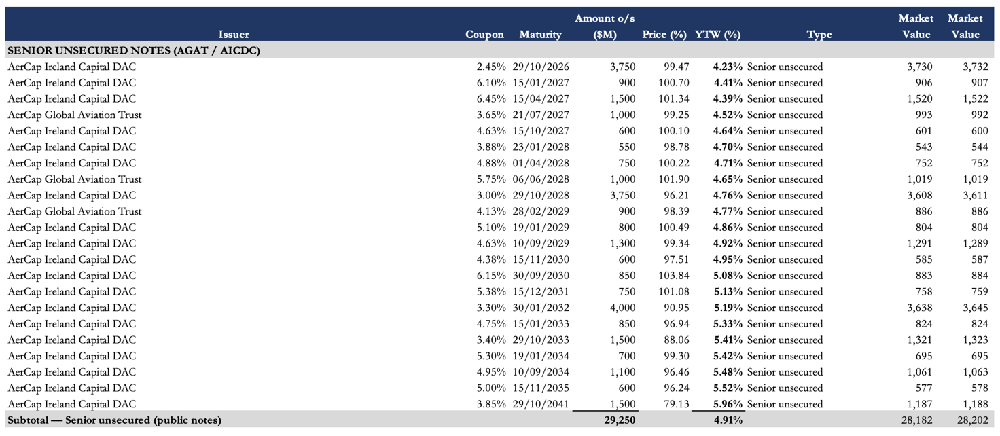 Amount o/s Market Market
Issuer Coupon Maturity ($M) Price (%) YTW (%) Type Value Value
SENIOR UNSECURED NOTES (AGAT / AICDC)
AerCap Ireland Capital DAC 2.45% 29/10/2026 3,750 99.47 4.23% Senior unsecured 3,730 3,732
AerCap Ireland Capital DAC 6.10% 15/01/2027 900 100.70 4.41% Senior unsecured 906 907
AerCap Ireland Capital DAC 6.45% 15/04/2027 1,500 101.34 4.39% Senior unsecured 1,520 1,522
AerCap Global Aviation Trust 3.65% 21/07/2027 1,000 99.25 4.52% Senior unsecured 993 992
AerCap Ireland Capital DAC 4.63% 15/10/2027 600 100.10 4.64% Senior unsecured 601 600
AerCap Ireland Capital DAC 3.88% 23/01/2028 550 98.78 4.70% Senior unsecured 543 544
AerCap Ireland Capital DAC 4.88% 01/04/2028 750 100.22 4.71% Senior unsecured 752 752
AerCap Global Aviation Trust 5.75% 06/06/2028 1,000 101.90 4.65% Senior unsecured 1,019 1,019
AerCap Ireland Capital DAC 3.00% 29/10/2028 3,750 96.21 4.76% Senior unsecured 3,608 3,611
AerCap Global Aviation Trust 4.13% 28/02/2029 900 98.39 4.77% Senior unsecured 886 886
AerCap Ireland Capital DAC 5.10% 19/01/2029 800 100.49 4.86% Senior unsecured 804 804
AerCap Ireland Capital DAC 4.63% 10/09/2029 1,300 99.34 4.92% Senior unsecured 1,291 1,289
AerCap Ireland Capital DAC 4.38% 15/11/2030 600 97.51 4.95% Senior unsecured 585 587
AerCap Ireland Capital DAC 6.15% 30/09/2030 850 103.84 5.08% Senior unsecured 883 884
AerCap Ireland Capital DAC 5.38% 15/12/2031 750 101.08 5.13% Senior unsecured 758 759
AerCap Ireland Capital DAC 3.30% 30/01/2032 4,000 90.95 5.19% Senior unsecured 3,638 3,645
AerCap Ireland Capital DAC 4.75% 15/01/2033 850 96.94 5.33% Senior unsecured 824 824
AerCap Ireland Capital DAC 3.40% 29/10/2033 1,500 88.06 5.41% Senior unsecured 1,321 1,323
AerCap Ireland Capital DAC 5.30% 19/01/2034 700 99.30 5.42% Senior unsecured 695 695
AerCap Ireland Capital DAC 4.95% 10/09/2034 1,100 96.46 5.48% Senior unsecured 1,061 1,063
AerCap Ireland Capital DAC 5.00% 15/11/2035 600 96.24 5.52% Senior unsecured 577 578
AerCap Ireland Capital DAC 3.85% 29/10/2041 1,500 79.13 5.96% Senior unsecured 1,187 1,188
Subtotal — Senior unsecured (public notes) 29,250 4.91% 28,182 28,202